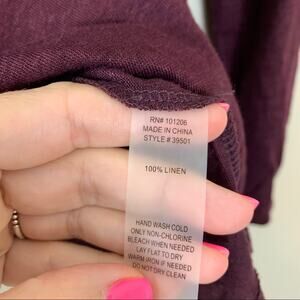 RN# 101206
MADE IN CHINA
STYLE # 39501
100% LINEN
HAND WASH COLD
ONLY NON-CHLORINE
BLEACH WHEN NEEDED
LAY FLAT TO DRY
WARM IRON IF NEEDED
DO NOT DRY CLEAN